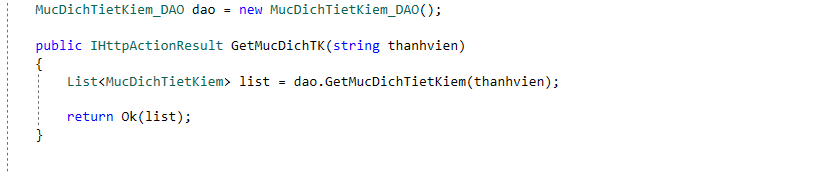 MucDichTietKiem_DAO dao = new MucDichTietKiem_DAO();
public IHttpActionResult GetMucDichTK(string thanhvien)
{
List<MucDichTietKiem> list = dao.GetMucDichTietKiem(thanhvien);
return Ok(list);
}